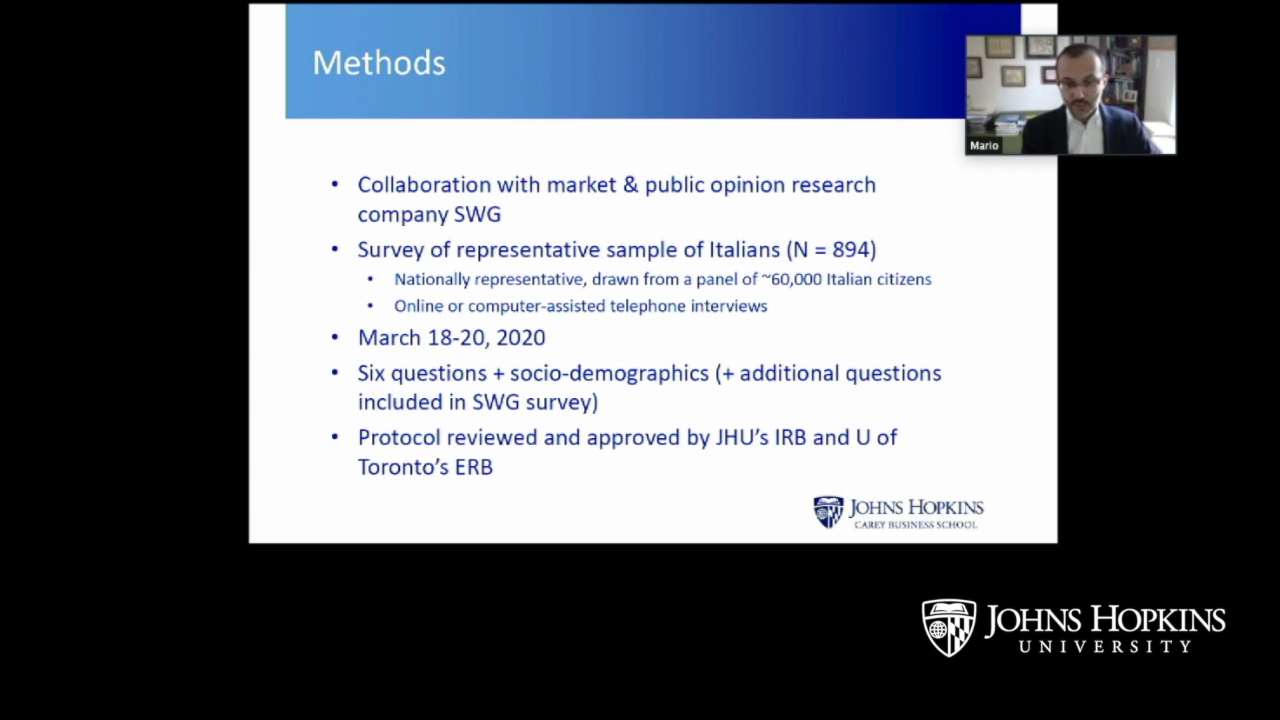 Methods
Mario
• Collaboration with market & public opinion research
company SWG
• Survey of representative sample of Italians (N = 894)
• Nationally representative, drawn from a panel of ~60,000 Italian citizens
• Online or computer-assisted telephone interviews
• March 18-20, 2020
• Six questions + socio-demographics (+ additional questions
included in SWG survey)
• Protocol reviewed and approved by JHU's IRB and U of
Toronto's ERB
JOHNS HOPKINS
CAREY BUSINESS SCHOOL
JOHNS HOPKINS
UNIVERSITY